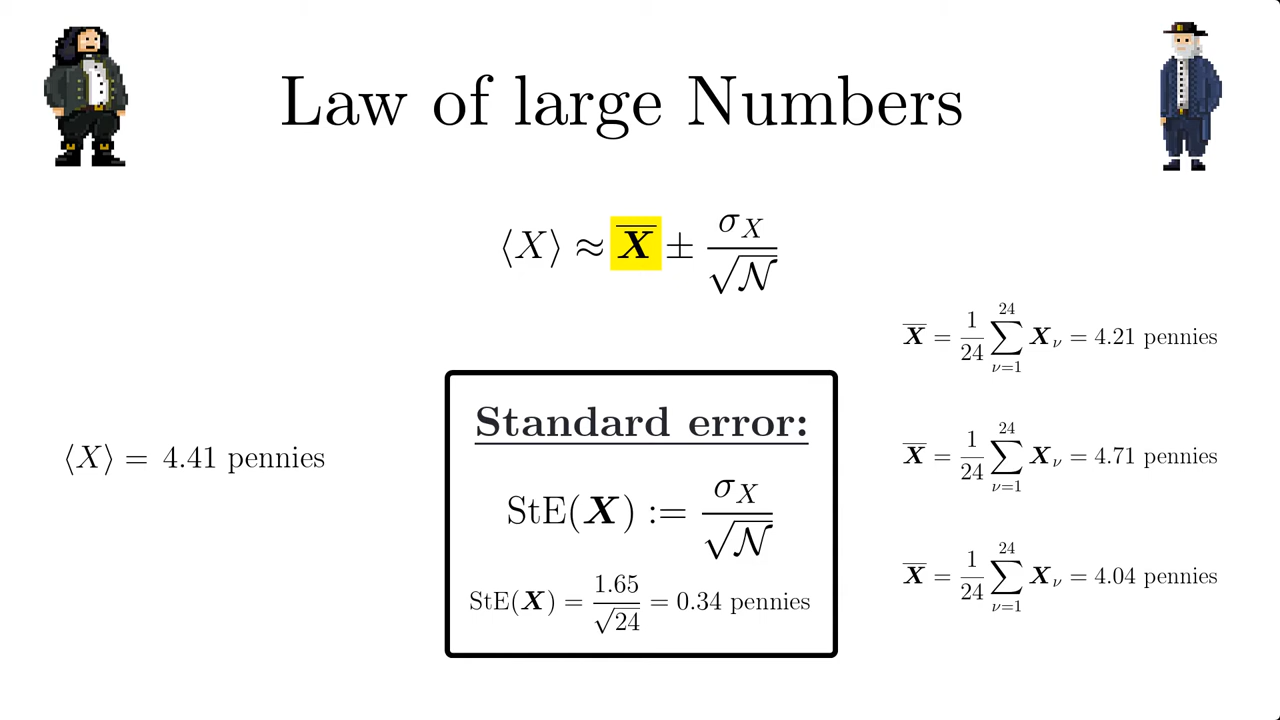 Law of large Numbers
⟨X⟩ ≈ X̅ ± σ_X / √𝒩
⟨X⟩ = 4.41 pennies
Standard error:
StE(X) := σ_X / √𝒩
StE(X) = 1.65 / √24 = 0.34 pennies
X̅ = 1/24 ∑_{ν=1}^{24} X_ν = 4.21 pennies
X̅ = 1/24 ∑_{ν=1}^{24} X_ν = 4.71 pennies
X̅ = 1/24 ∑_{ν=1}^{24} X_ν = 4.04 pennies